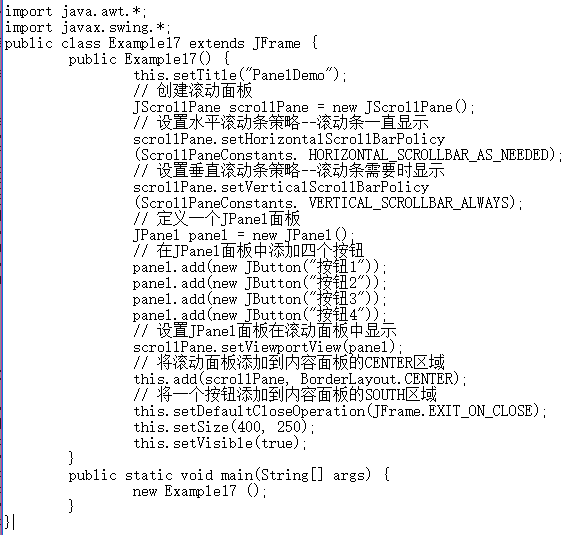 import java.awt.*;
import javax.swing.*;
public class Example17 extends JFrame {
	public Example17() {
		this.setTitle("PanelDemo");
		// 创建滚动面板
		JScrollPane scrollPane = new JScrollPane();
		// 设置水平滚动条策略--滚动条一直显示
		scrollPane.setHorizontalScrollBarPolicy
		(ScrollPaneConstants. HORIZONTAL_SCROLLBAR_AS_NEEDED);
		// 设置垂直滚动条策略--滚动条需要时显示
		scrollPane.setVerticalScrollBarPolicy
		(ScrollPaneConstants. VERTICAL_SCROLLBAR_ALWAYS);
		// 定义一个JPanel面板
		JPanel panel = new JPanel();
		// 在JPanel面板中添加四个按钮
		panel.add(new JButton("按钮1"));
		panel.add(new JButton("按钮2"));
		panel.add(new JButton("按钮3"));
		panel.add(new JButton("按钮4"));
		// 设置JPanel面板在滚动面板中显示
		scrollPane.setViewportView(panel);
		// 将滚动面板添加到内容面板的CENTER区域
		this.add(scrollPane, BorderLayout.CENTER);
		// 将一个按钮添加到内容面板的SOUTH区域
		this.setDefaultCloseOperation(JFrame.EXIT_ON_CLOSE);
		this.setSize(400, 250);
		this.setVisible(true);
	}
	public static void main(String[] args) {
		new Example17 ();
	}
}